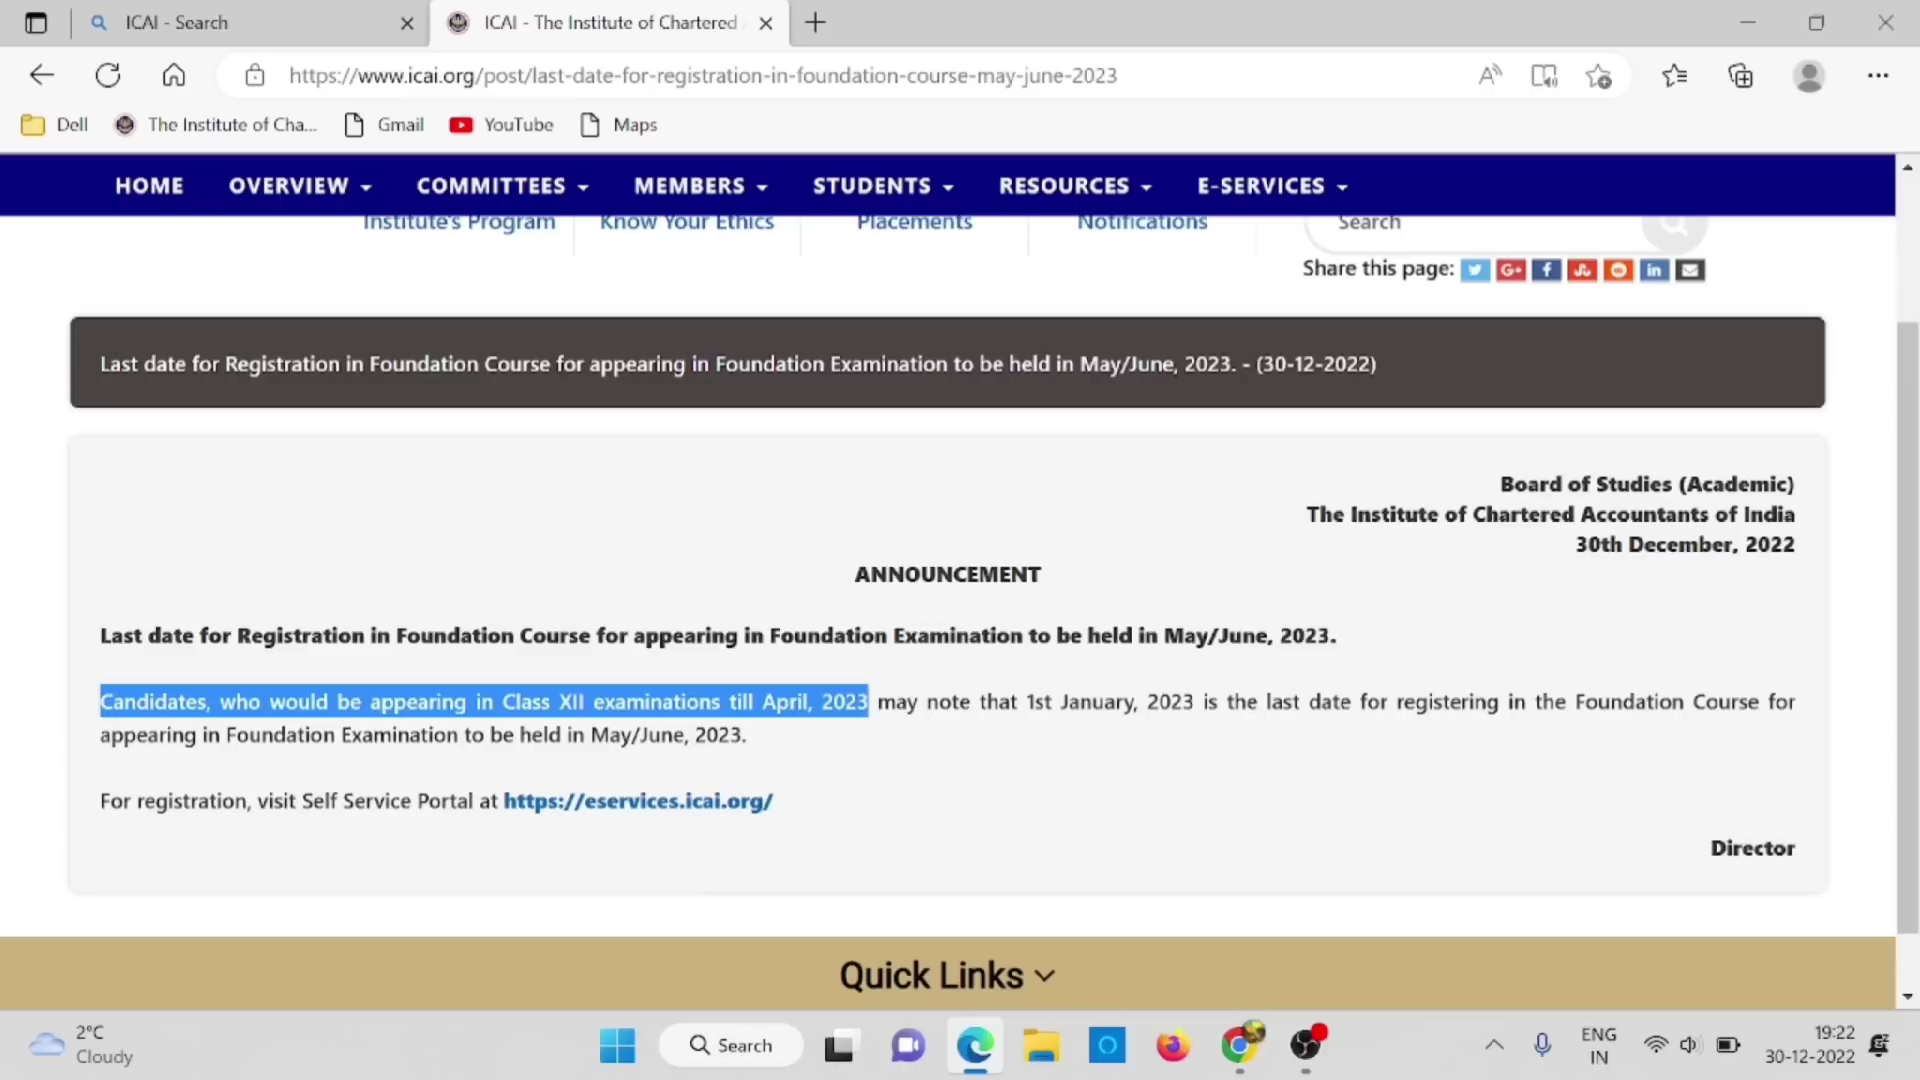 ICAI - Search
ICAI - The Institute of Chartered
https://www.icai.org/post/last-date-for-registration-in-foundation-course-may-june-2023
Dell The Institute of Cha... Gmail YouTube Maps
HOME OVERVIEW COMMITTEES MEMBERS STUDENTS RESOURCES E-SERVICES
Institute's Program Know Your Ethics Placements Notifications Search
Share this page:
Last date for Registration in Foundation Course for appearing in Foundation Examination to be held in May/June, 2023. - (30-12-2022)
Board of Studies (Academic)
The Institute of Chartered Accountants of India
30th December, 2022
ANNOUNCEMENT
Last date for Registration in Foundation Course for appearing in Foundation Examination to be held in May/June, 2023.
Candidates, who would be appearing in Class XII examinations till April, 2023 may note that 1st January, 2023 is the last date for registering in the Foundation Course for
appearing in Foundation Examination to be held in May/June, 2023.
For registration, visit Self Service Portal at https://eservices.icai.org/
Director
Quick Links
2°C
Cloudy
Search
ENG
IN
19:22
30-12-2022